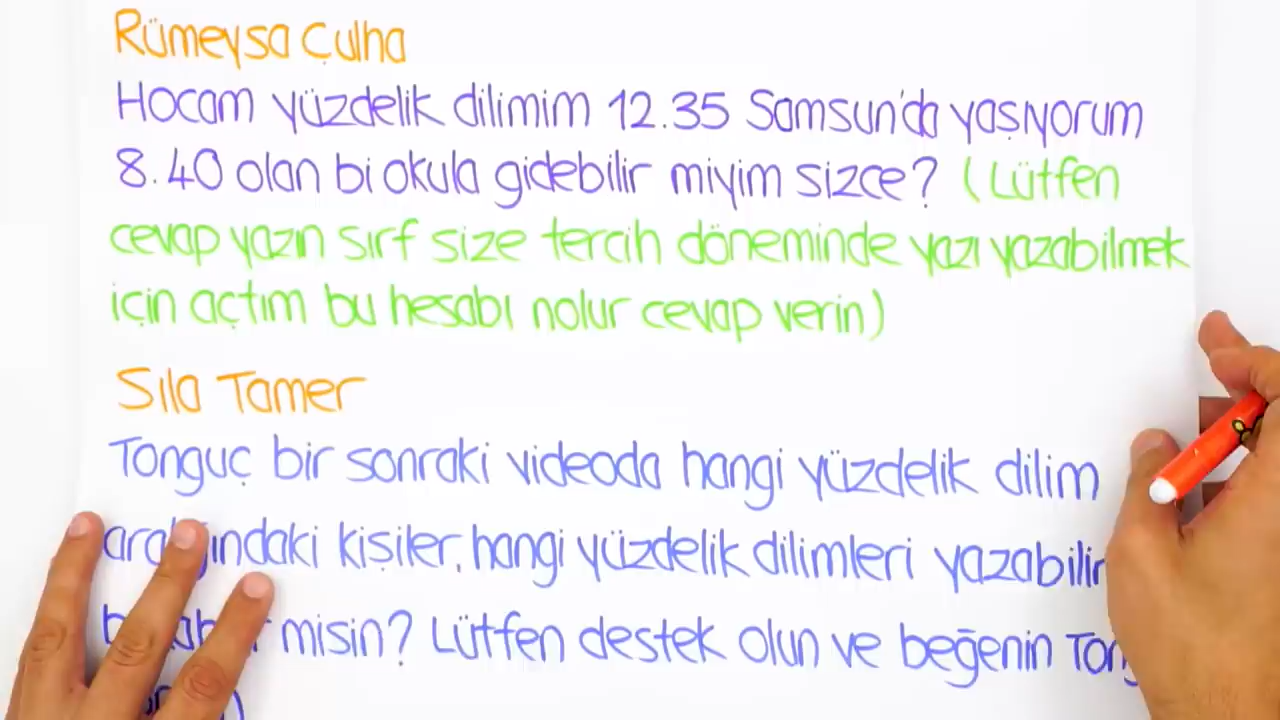 Rümeysa Çulha
Hocam yüzdelik dilimim 12.35 Samsun'da yaşıyorum
8.40 olan bi okula gidebilir miyim sizce? (Lütfen
cevap yazın sırf size tercih döneminde yazı yazabilmek
için açtım bu hesabı nolur cevap verin)
Sıla Tamer
Tonguç bir sonraki videoda hangi yüzdelik dilim
kişiler, hangi yüzdelik dilimleri
misin? Lütfen destek olun ve beğenin